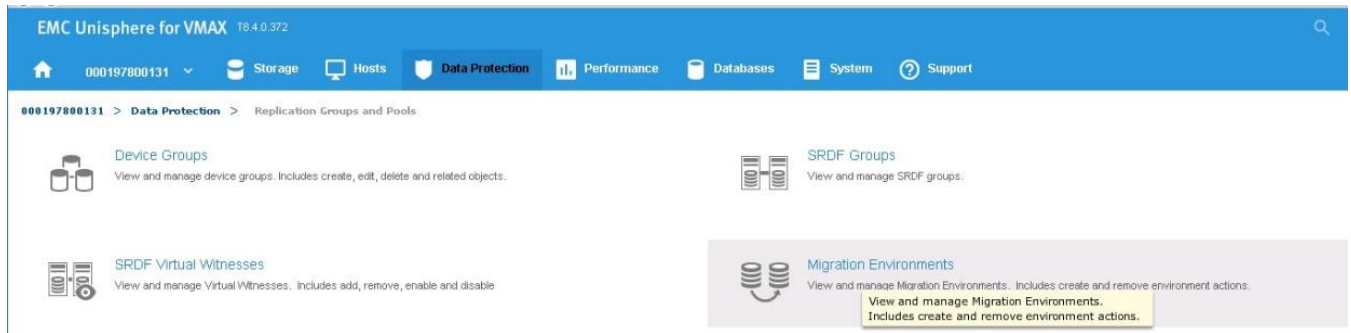 EMC Unisphere for VMAX T8.4.0.372
000197800131 Storage Hosts Data Protection Performance Databases System Support
000197800131 > Data Protection > Replication Groups and Pools
Device Groups
View and manage device groups. Includes create, edit, delete and related objects.
SRDF Groups
View and manage SRDF groups.
SRDF Virtual Witnesses
View and manage Virtual Witnesses. Includes add, remove, enable and disable
Migration Environments
View and manage Migration Environments. Includes create and remove environment actions.
View and manage Migration Environments.
Includes create and remove environment actions.